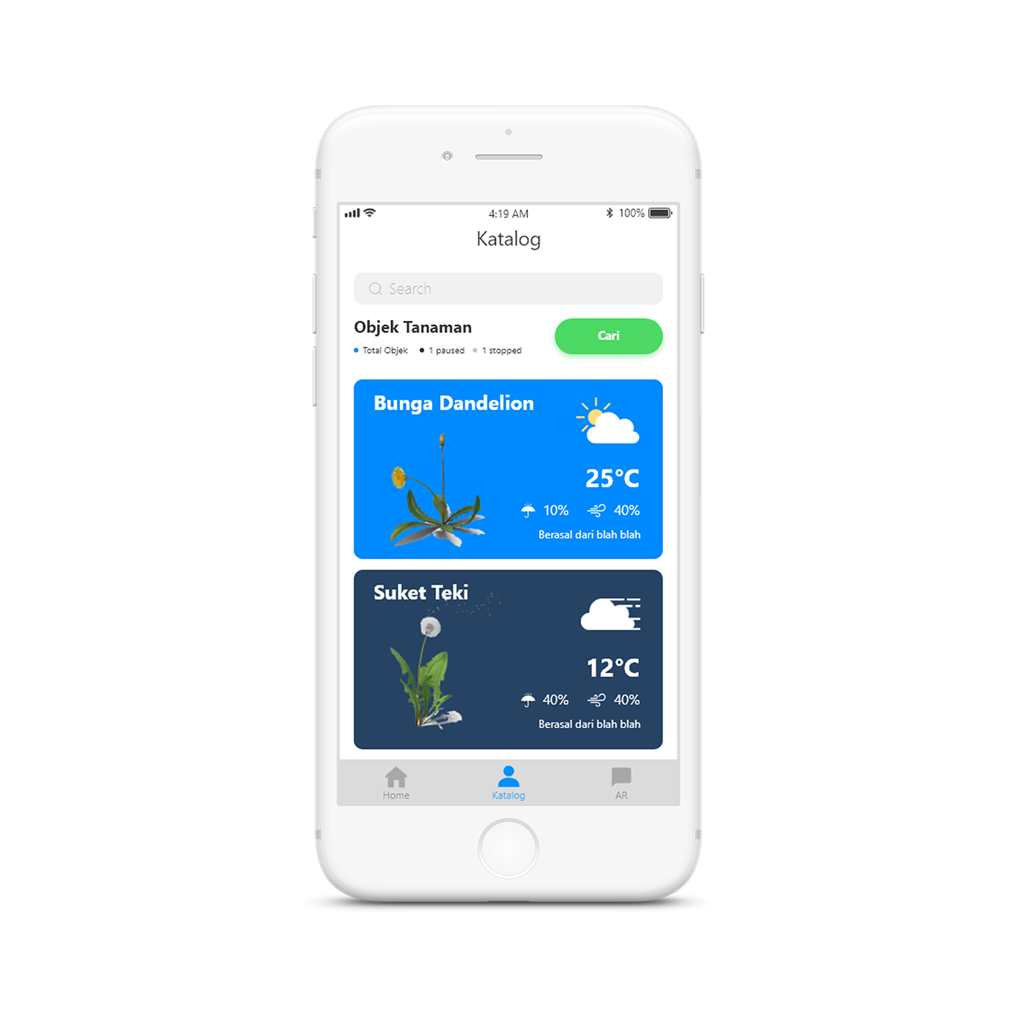 4:19 AM 100%
Katalog
Search
Objek Tanaman
Cari
Total Objek 1 paused 1 stopped
Bunga Dandelion
25°C
10% 40%
Berasal dari blah blah
Suket Teki
12°C
40% 40%
Berasal dari blah blah
Home Katalog AR